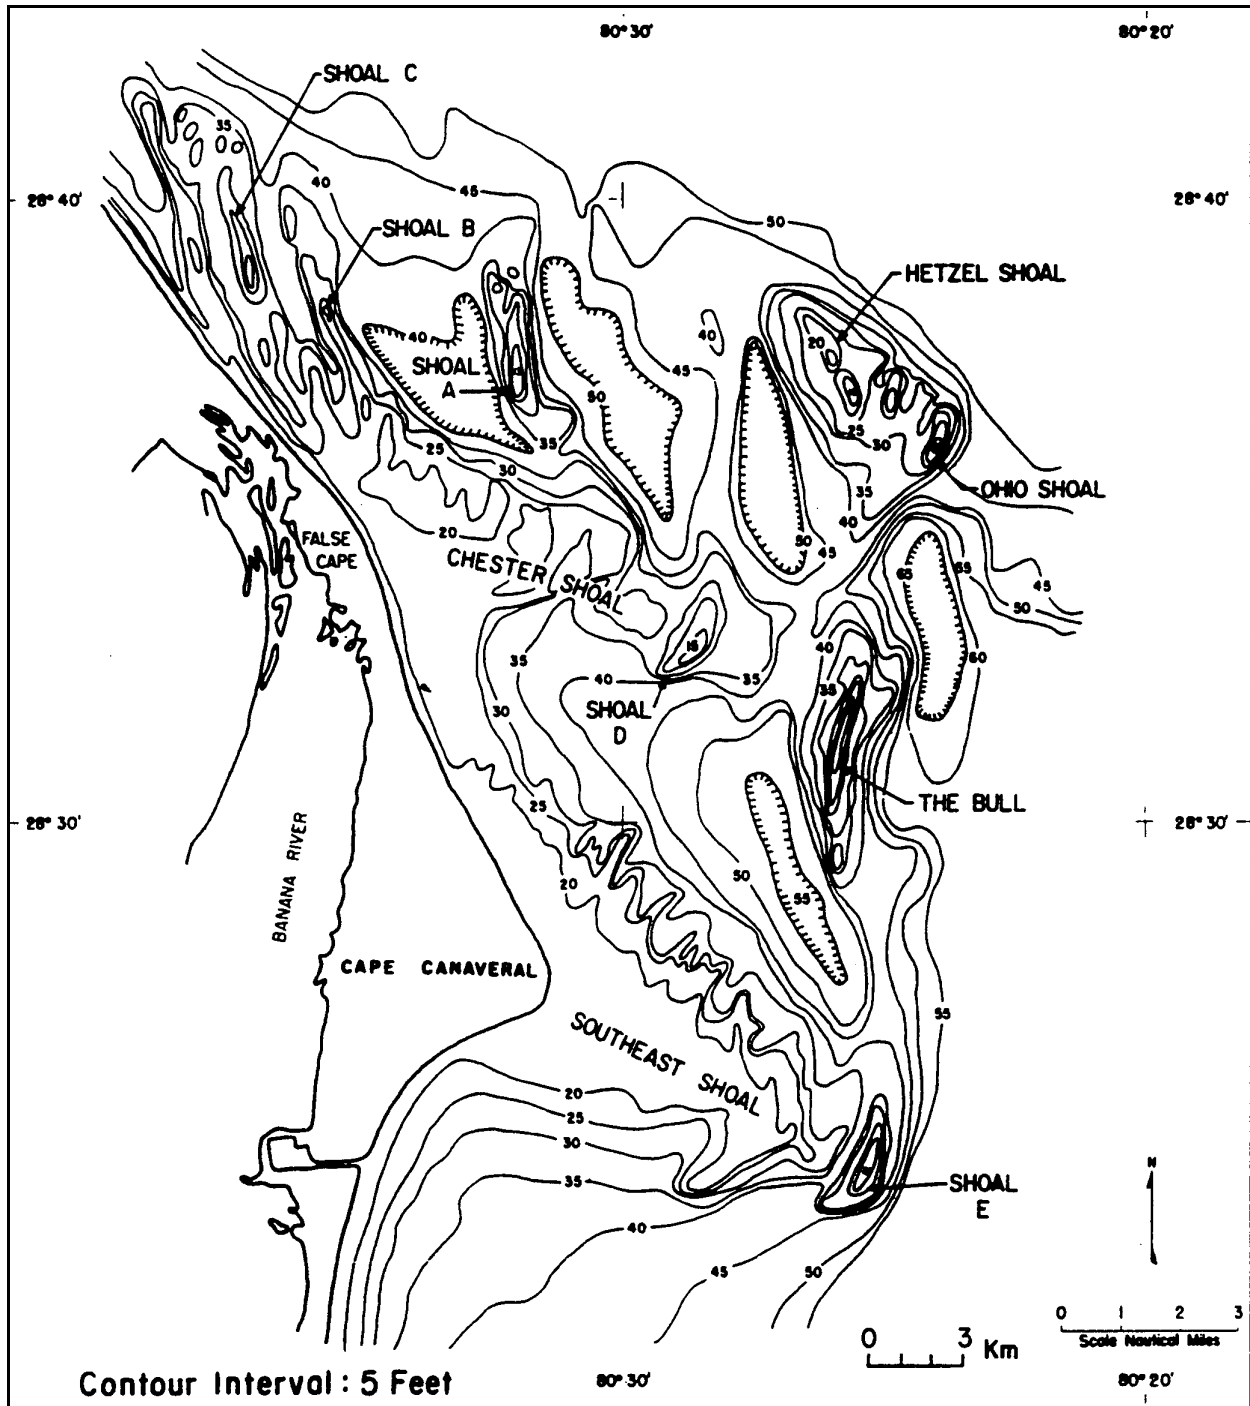 80° 30'
80° 20'
SHOAL C
35
40
45
28° 40'
28° 40'
50
SHOAL B
HETZEL SHOAL
40
40
20
SHOAL
A
45
50
35
25
30
25
30
35
OHIO SHOAL
20
40
FALSE
CAPE
50
45
CHESTER SHOAL
65
55
45
50
15
40
60
35
40
35
35
SHOAL
D
30
THE BULL
25
28° 30'
28° 30'
20
50
55
BANANA RIVER
CAPE CANAVERAL
55
SOUTHEAST SHOAL
20
25
30
35
SHOAL
E
N
40
45
50
0 1 2 3
Scale Nautical Miles
0 3 Km
Contour Interval : 5 Feet
80° 30'
80° 20'